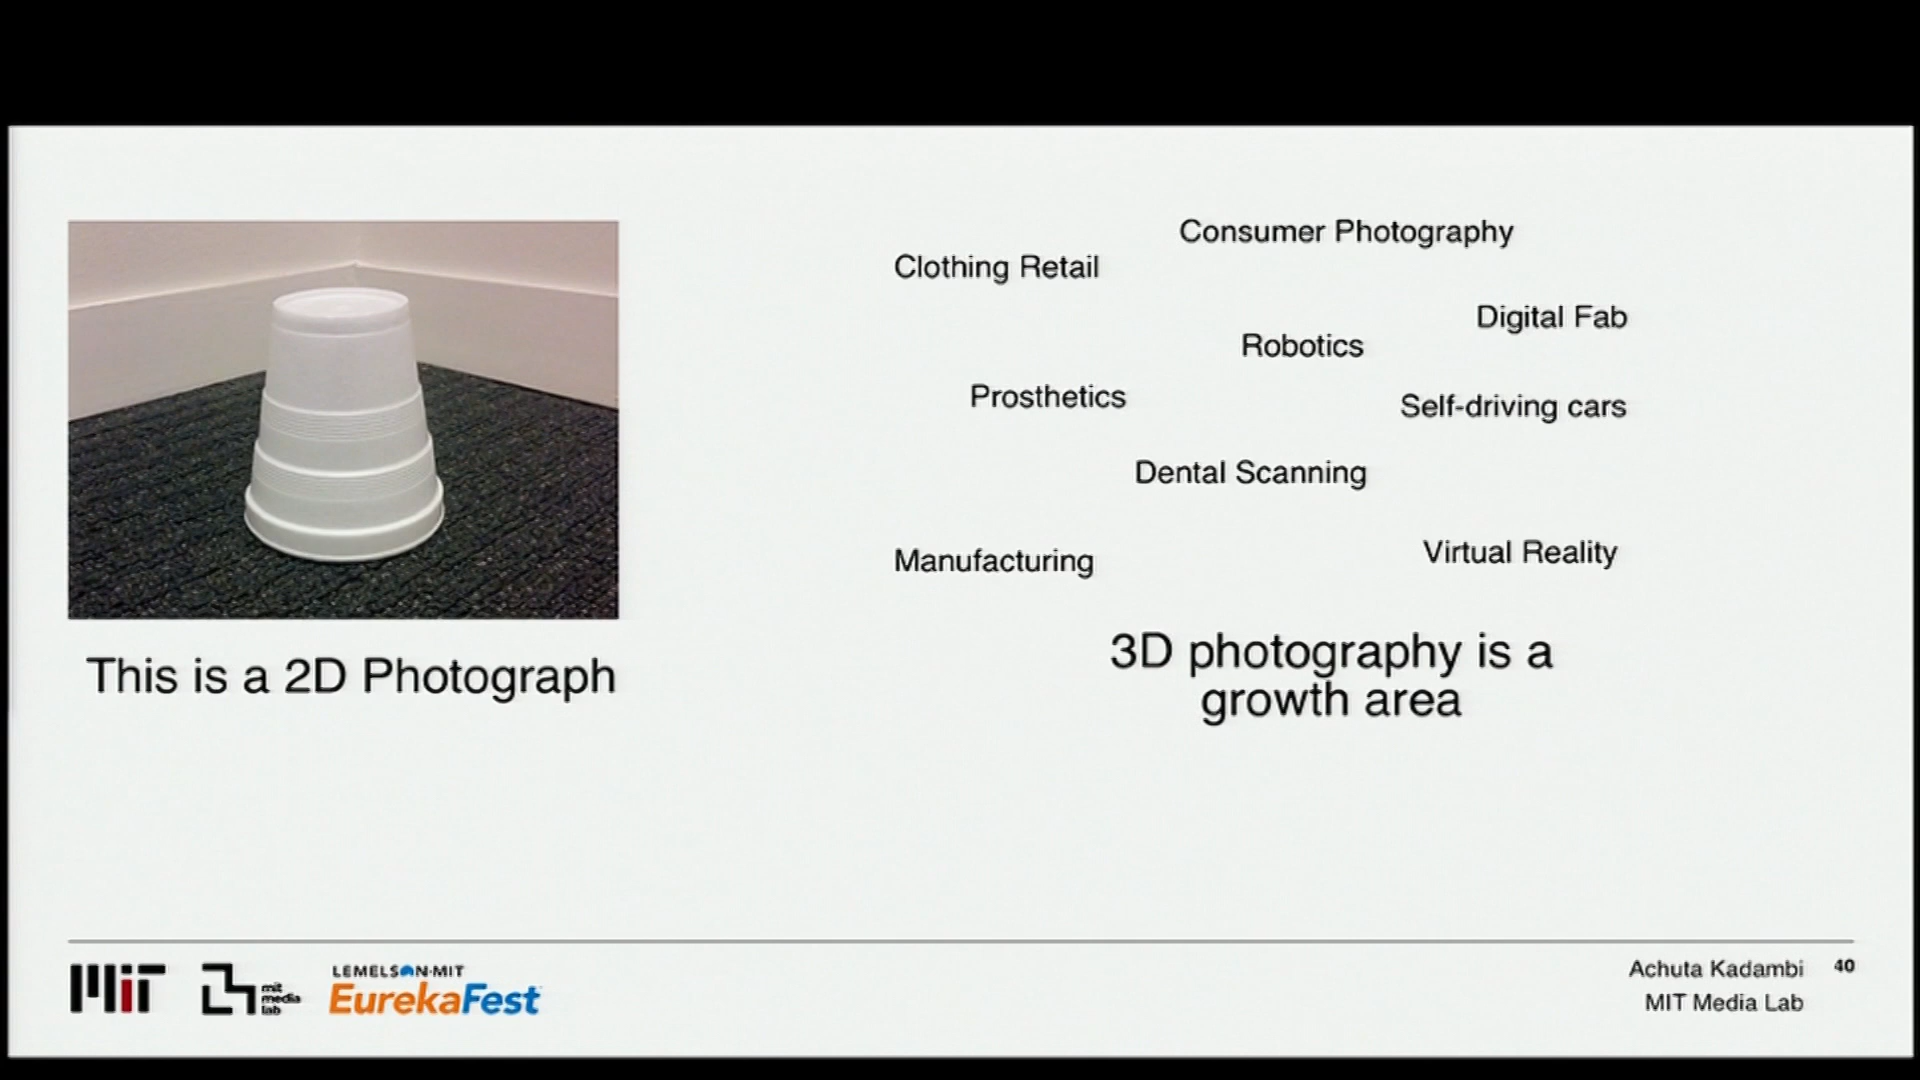 Consumer Photography
Clothing Retail
Digital Fab
Robotics
Prosthetics
Self-driving cars
Dental Scanning
Manufacturing
Virtual Reality
This is a 2D Photograph
3D photography is a
growth area
MIT
mit
media
lab
LEMELSON-MIT
EurekaFest
Achuta Kadambi
40
MIT Media Lab